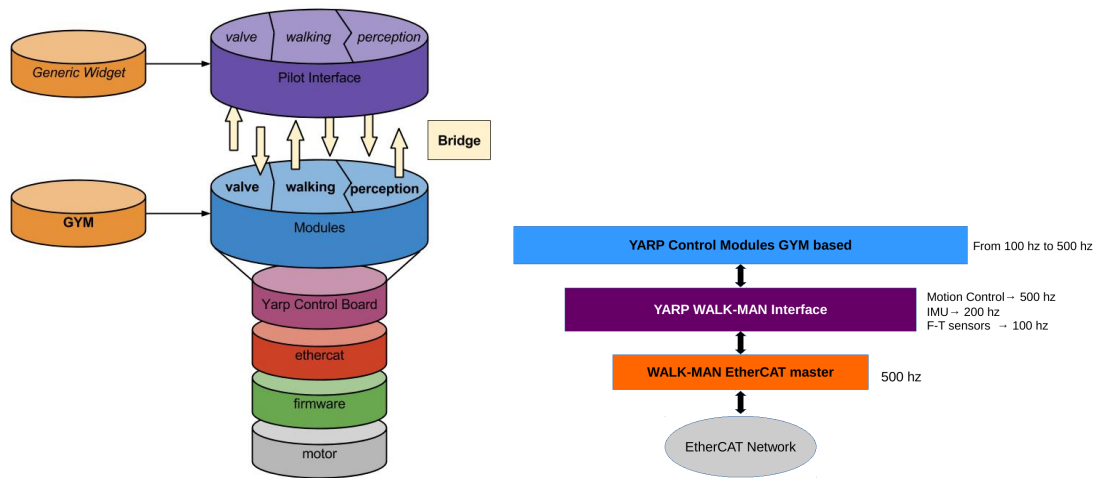 valve
walking
perception
Generic Widget
Pilot Interface
Bridge
valve
walking
perception
GYM
Modules
Yarp Control Board
ethercat
firmware
motor
YARP Control Modules GYM based
From 100 hz to 500 hz
YARP WALK-MAN Interface
Motion Control→ 500 hz
IMU→ 200 hz
F-T sensors → 100 hz
WALK-MAN EtherCAT master
500 hz
EtherCAT Network